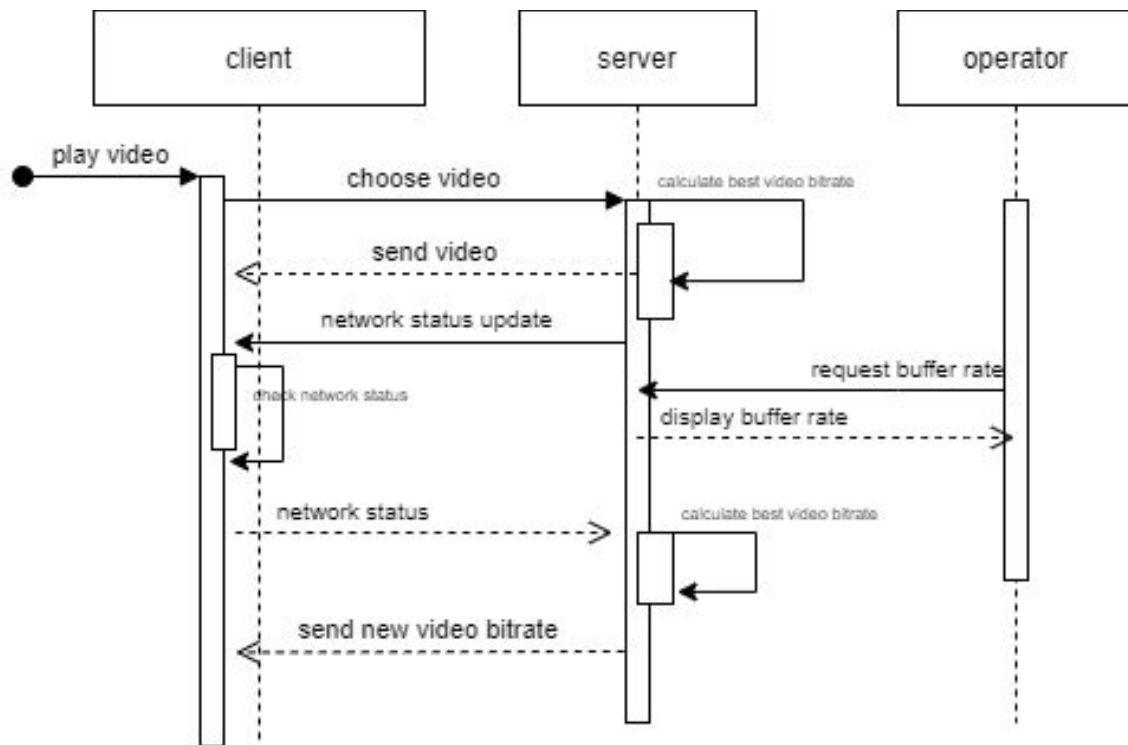 client
server
operator
play video
choose video
calculate best video bitrate
send video
network status update
request buffer rate
check network status
display buffer rate
network status
calculate best video bitrate
send new video bitrate